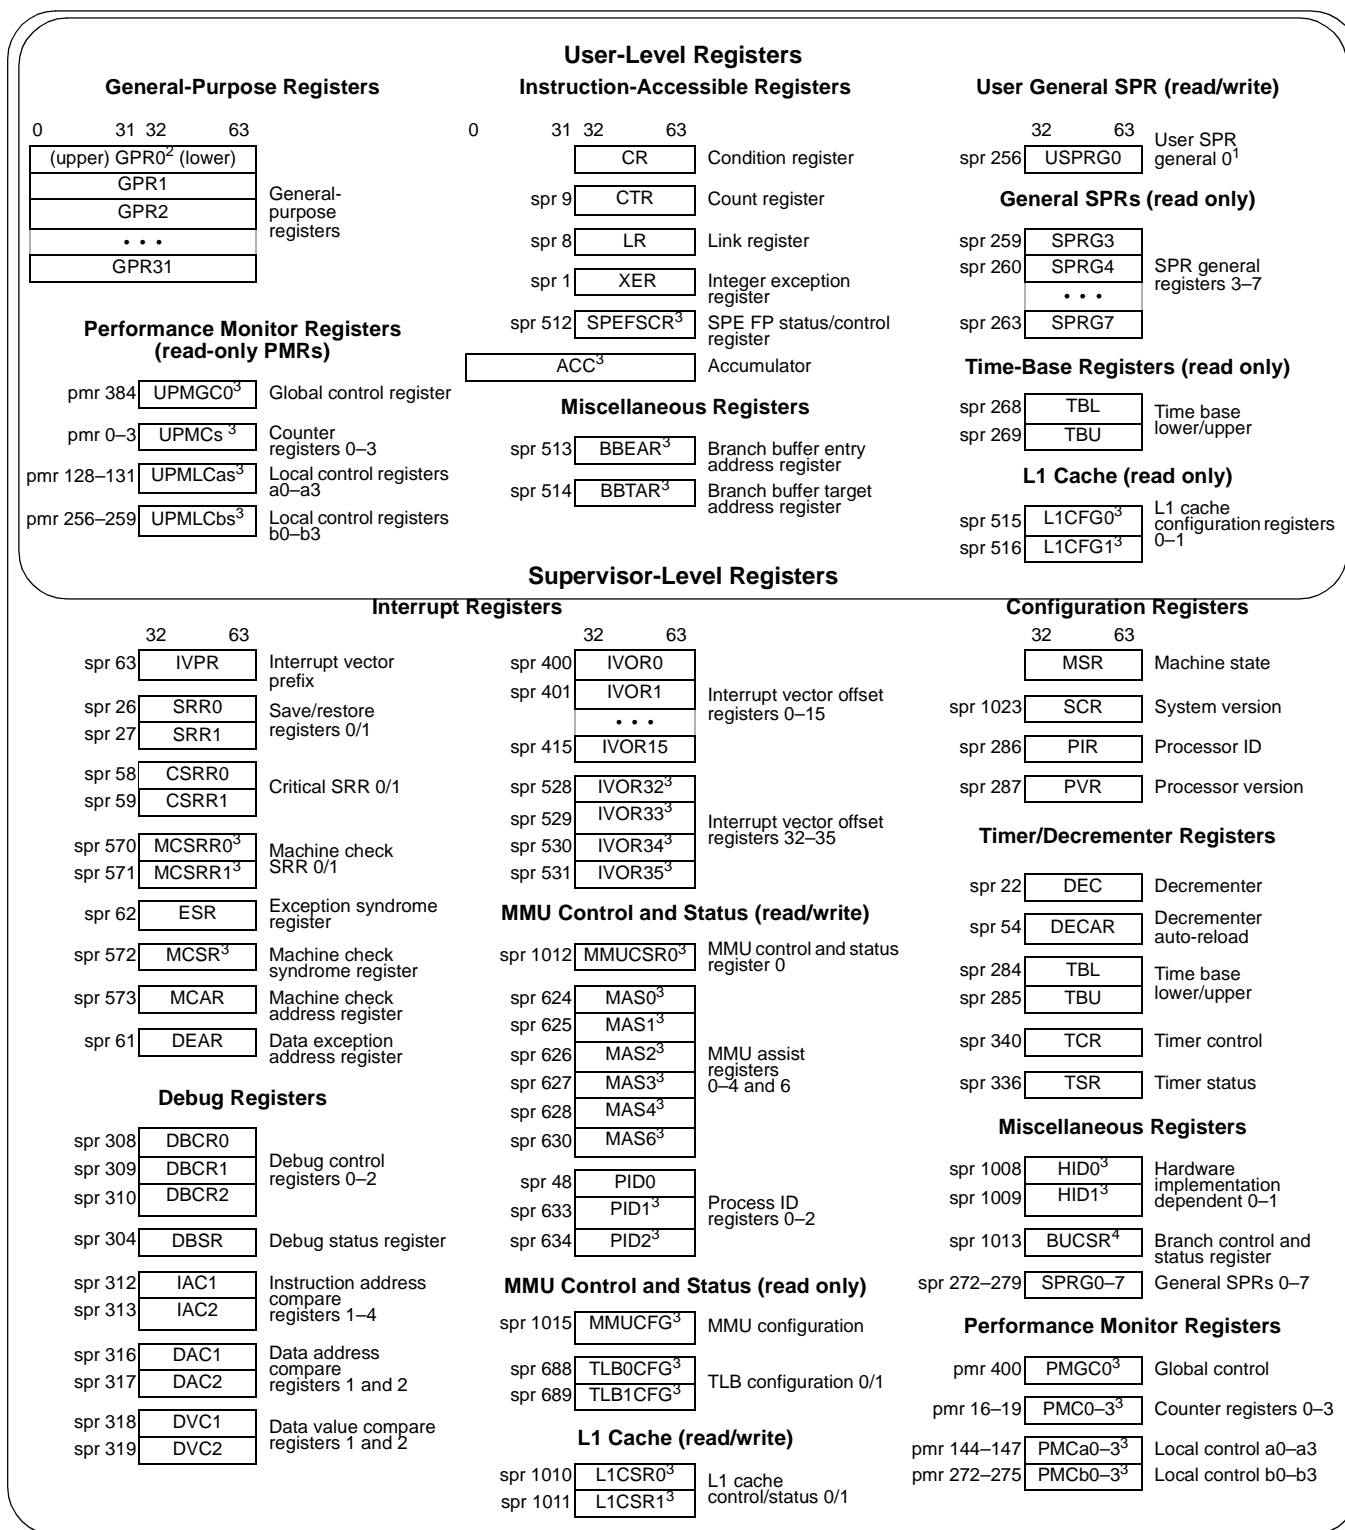 User-Level Registers
General-Purpose Registers
0 31 32 63
(upper) GPR0² (lower)
GPR1
GPR2
• • •
GPR31
General-
purpose
registers
Performance Monitor Registers
(read-only PMRs)
pmr 384 UPMGC0³ Global control register
pmr 0–3 UPMCs ³ Counter
registers 0–3
pmr 128–131 UPMLCas³ Local control registers
a0–a3
pmr 256–259 UPMLCbs³ Local control registers
b0–b3
Instruction-Accessible Registers
0 31 32 63
CR Condition register
spr 9 CTR Count register
spr 8 LR Link register
spr 1 XER Integer exception
register
spr 512 SPEFSCR³ SPE FP status/control
register
ACC³ Accumulator
Miscellaneous Registers
spr 513 BBEAR³ Branch buffer entry
address register
spr 514 BBTAR³ Branch buffer target
address register
User General SPR (read/write)
32 63
spr 256 USPRG0 User SPR
general 0¹
General SPRs (read only)
spr 259 SPRG3
spr 260 SPRG4
• • •
spr 263 SPRG7
SPR general
registers 3–7
Time-Base Registers (read only)
spr 268 TBL
spr 269 TBU
Time base
lower/upper
L1 Cache (read only)
spr 515 L1CFG0³
spr 516 L1CFG1³
L1 cache
configuration registers
0–1
Supervisor-Level Registers
Interrupt Registers
32 63
spr 63 IVPR Interrupt vector
prefix
spr 26 SRR0
spr 27 SRR1
Save/restore
registers 0/1
spr 58 CSRR0
spr 59 CSRR1
Critical SRR 0/1
spr 570 MCSRR0³
spr 571 MCSRR1³
Machine check
SRR 0/1
spr 62 ESR Exception syndrome
register
spr 572 MCSR³ Machine check
syndrome register
spr 573 MCAR Machine check
address register
spr 61 DEAR Data exception
address register
Debug Registers
spr 308 DBCR0
spr 309 DBCR1
spr 310 DBCR2
Debug control
registers 0–2
spr 304 DBSR Debug status register
spr 312 IAC1
spr 313 IAC2
Instruction address
compare
registers 1–4
spr 316 DAC1
spr 317 DAC2
Data address
compare
registers 1 and 2
spr 318 DVC1
spr 319 DVC2
Data value compare
registers 1 and 2
32 63
spr 400 IVOR0
spr 401 IVOR1
• • •
spr 415 IVOR15
Interrupt vector offset
registers 0–15
spr 528 IVOR32³
spr 529 IVOR33³
spr 530 IVOR34³
spr 531 IVOR35³
Interrupt vector offset
registers 32–35
MMU Control and Status (read/write)
spr 1012 MMUCSR0³ MMU control and status
register 0
spr 624 MAS0³
spr 625 MAS1³
spr 626 MAS2³
spr 627 MAS3³
spr 628 MAS4³
spr 630 MAS6³
MMU assist
registers
0–4 and 6
spr 48 PID0
spr 633 PID1³
spr 634 PID2³
Process ID
registers 0–2
MMU Control and Status (read only)
spr 1015 MMUCFG³ MMU configuration
spr 688 TLB0CFG³
spr 689 TLB1CFG³
TLB configuration 0/1
L1 Cache (read/write)
spr 1010 L1CSR0³
spr 1011 L1CSR1³
L1 cache
control/status 0/1
Configuration Registers
32 63
MSR Machine state
spr 1023 SCR System version
spr 286 PIR Processor ID
spr 287 PVR Processor version
Timer/Decrementer Registers
spr 22 DEC Decrementer
spr 54 DECAR Decrementer
auto-reload
spr 284 TBL
spr 285 TBU
Time base
lower/upper
spr 340 TCR Timer control
spr 336 TSR Timer status
Miscellaneous Registers
spr 1008 HID0³
spr 1009 HID1³
Hardware
implementation
dependent 0–1
spr 1013 BUCSR⁴ Branch control and
status register
spr 272–279 SPRG0–7 General SPRs 0–7
Performance Monitor Registers
pmr 400 PMGC0³ Global control
pmr 16–19 PMC0–3³ Counter registers 0–3
pmr 144–147 PMCa0–3³ Local control a0–a3
pmr 272–275 PMCb0–3³ Local control b0–b3